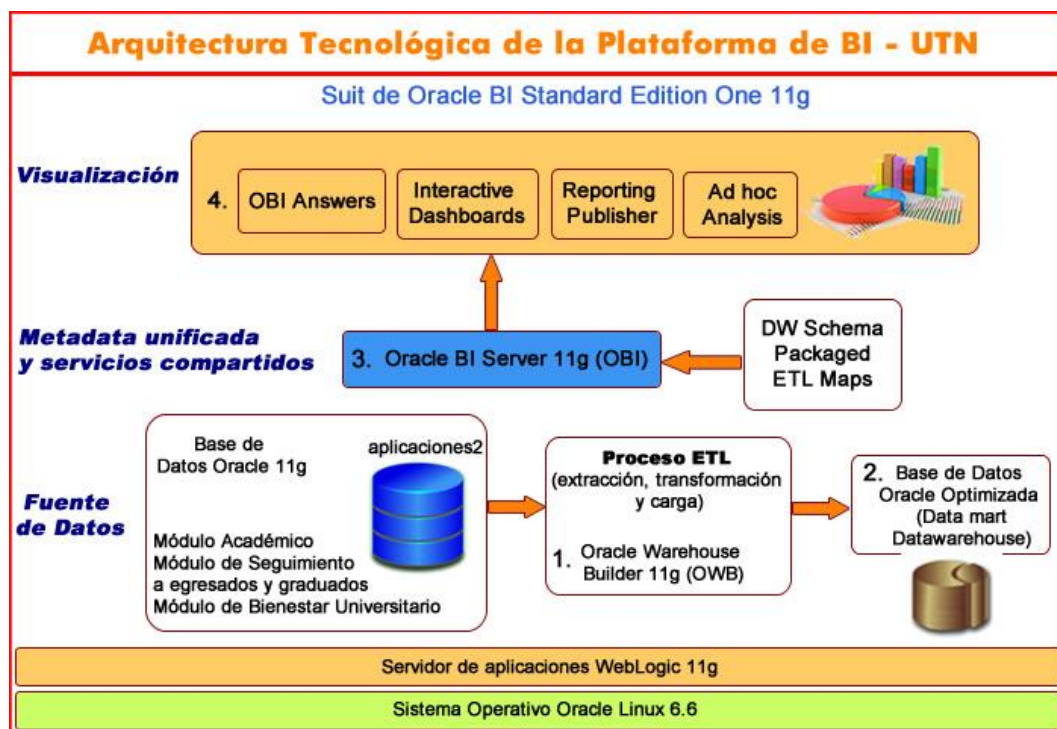 Arquitectura Tecnológica de la Plataforma de BI - UTN
Suit de Oracle BI Standard Edition One 11g
Visualización
4.
OBI Answers
Interactive
Dashboards
Reporting
Publisher
Ad hoc
Analysis
Metadata unificada
y servicios compartidos
3. Oracle BI Server 11g (OBI)
DW Schema
Packaged
ETL Maps
Fuente
de Datos
Base de
Datos Oracle 11g
aplicaciones2
Módulo Académico
Módulo de Seguimiento
a egresados y graduados
Módulo de Bienestar Universitario
Proceso ETL
(extracción, transformación
y carga)
1. Oracle Warehouse
Builder 11g (OWB)
2. Base de Datos
Oracle Optimizada
(Data mart
Datawarehouse)
Servidor de aplicaciones WebLogic 11g
Sistema Operativo Oracle Linux 6.6